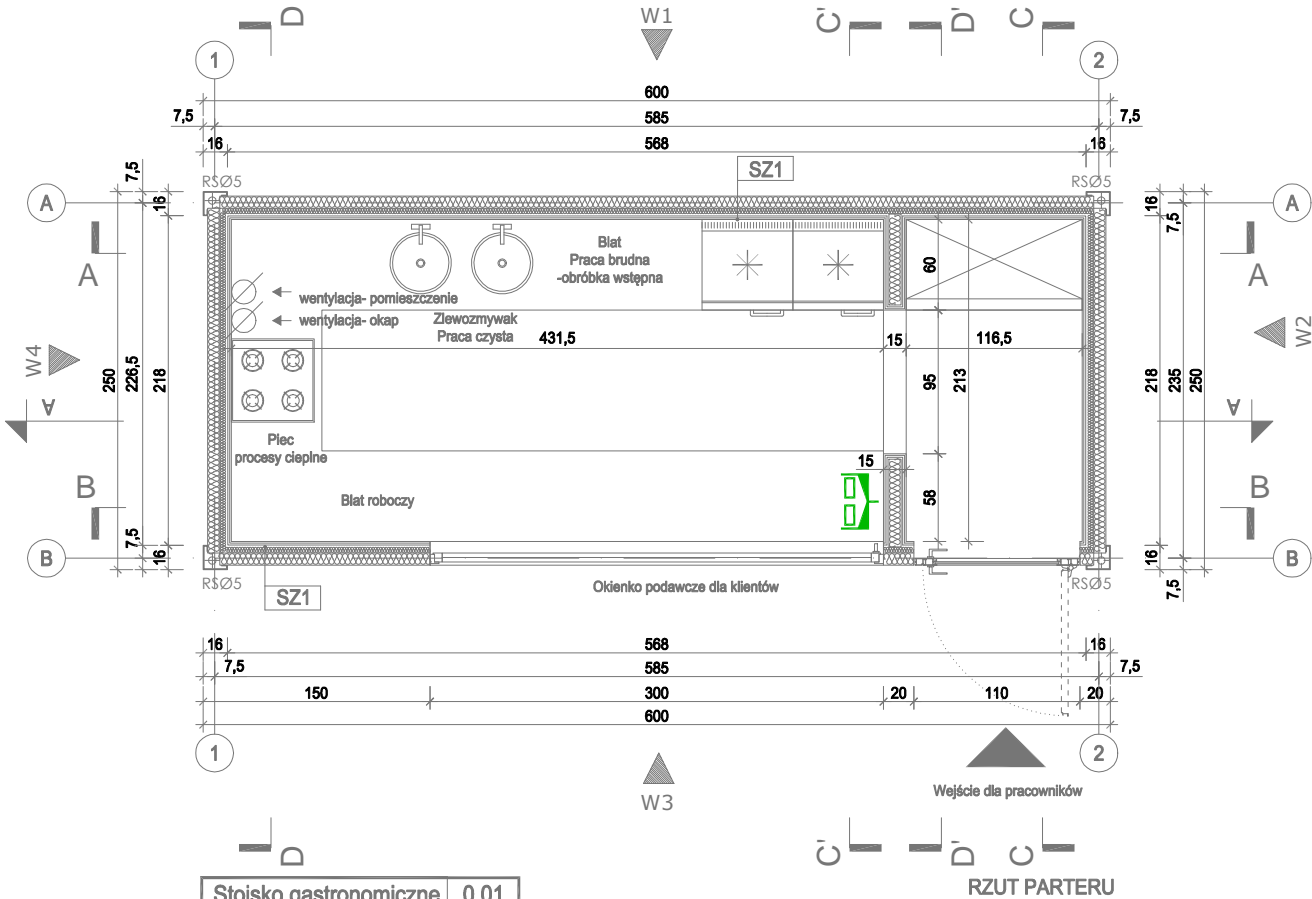 D
W1
C'
D'
C
1
2
600
7,5
585
7,5
16
568
16
7,5
RSØ5
SZ1
RSØ5
16
16
7,5
A
A
A
A
Blat
Praca brudna
-obróbka wstępna
60
wentylacja- pomieszczenie
wentylacja- okap
Zlewozmywak
Praca czysta
431,5
15
116,5
W4
W2
250
226,5
218
95
213
218
235
250
A
A
Piec
procesy cieplne
15
B
B
Blat roboczy
58
7,5
16
16
7,5
B
B
RSØ5
SZ1
Okienko podawcze dla klientów
RSØ5
16
568
16
7,5
585
7,5
150
300
20
110
20
600
1
2
W3
Wejście dla pracowników
D
C'
D'
C
Stoisko gastronomiczne 0.01
RZUT PARTERU